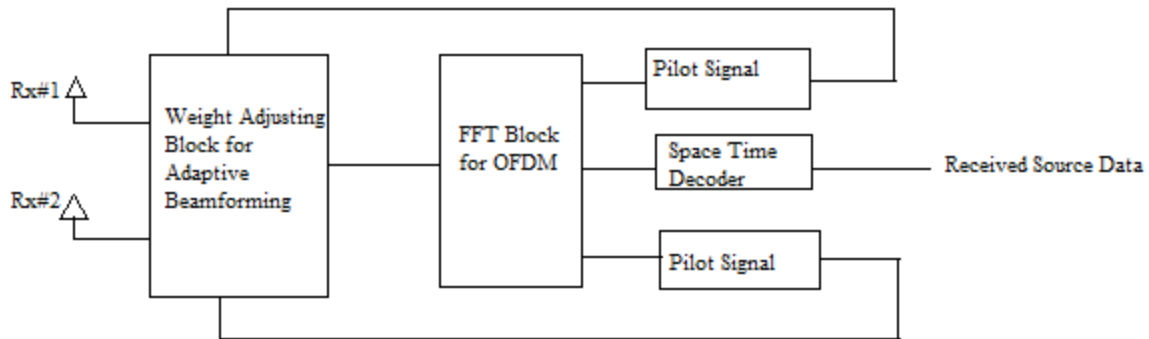 Rx#1
Rx#2
Weight Adjusting
Block for
Adaptive
Beamforming
FFT Block
for OFDM
Pilot Signal
Space Time
Decoder
Pilot Signal
Received Source Data